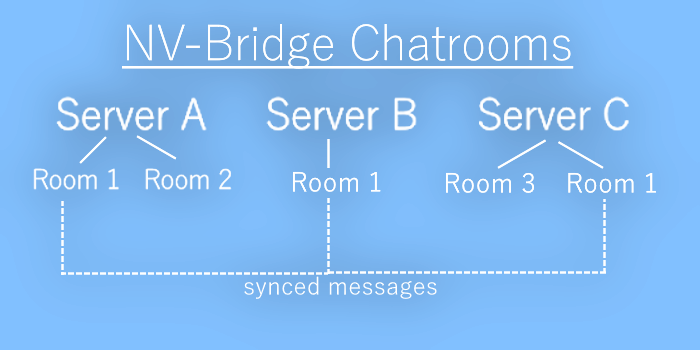 NV-Bridge Chatrooms
Server A Server B Server C
Room 1 Room 2 Room 1 Room 3 Room 1
synced messages